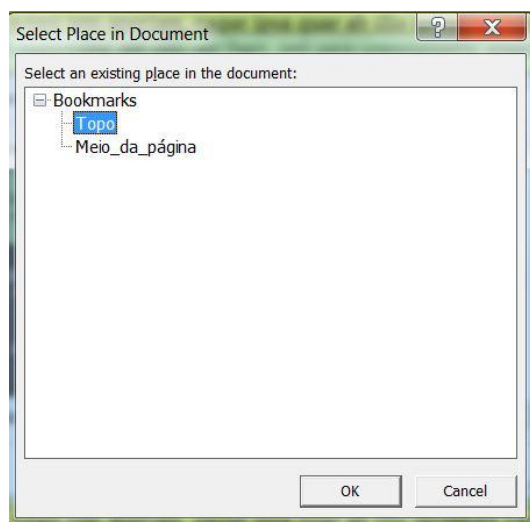 Select Place in Document
Select an existing place in the document:
Bookmarks
Topo
Meio_da_página
OK
Cancel